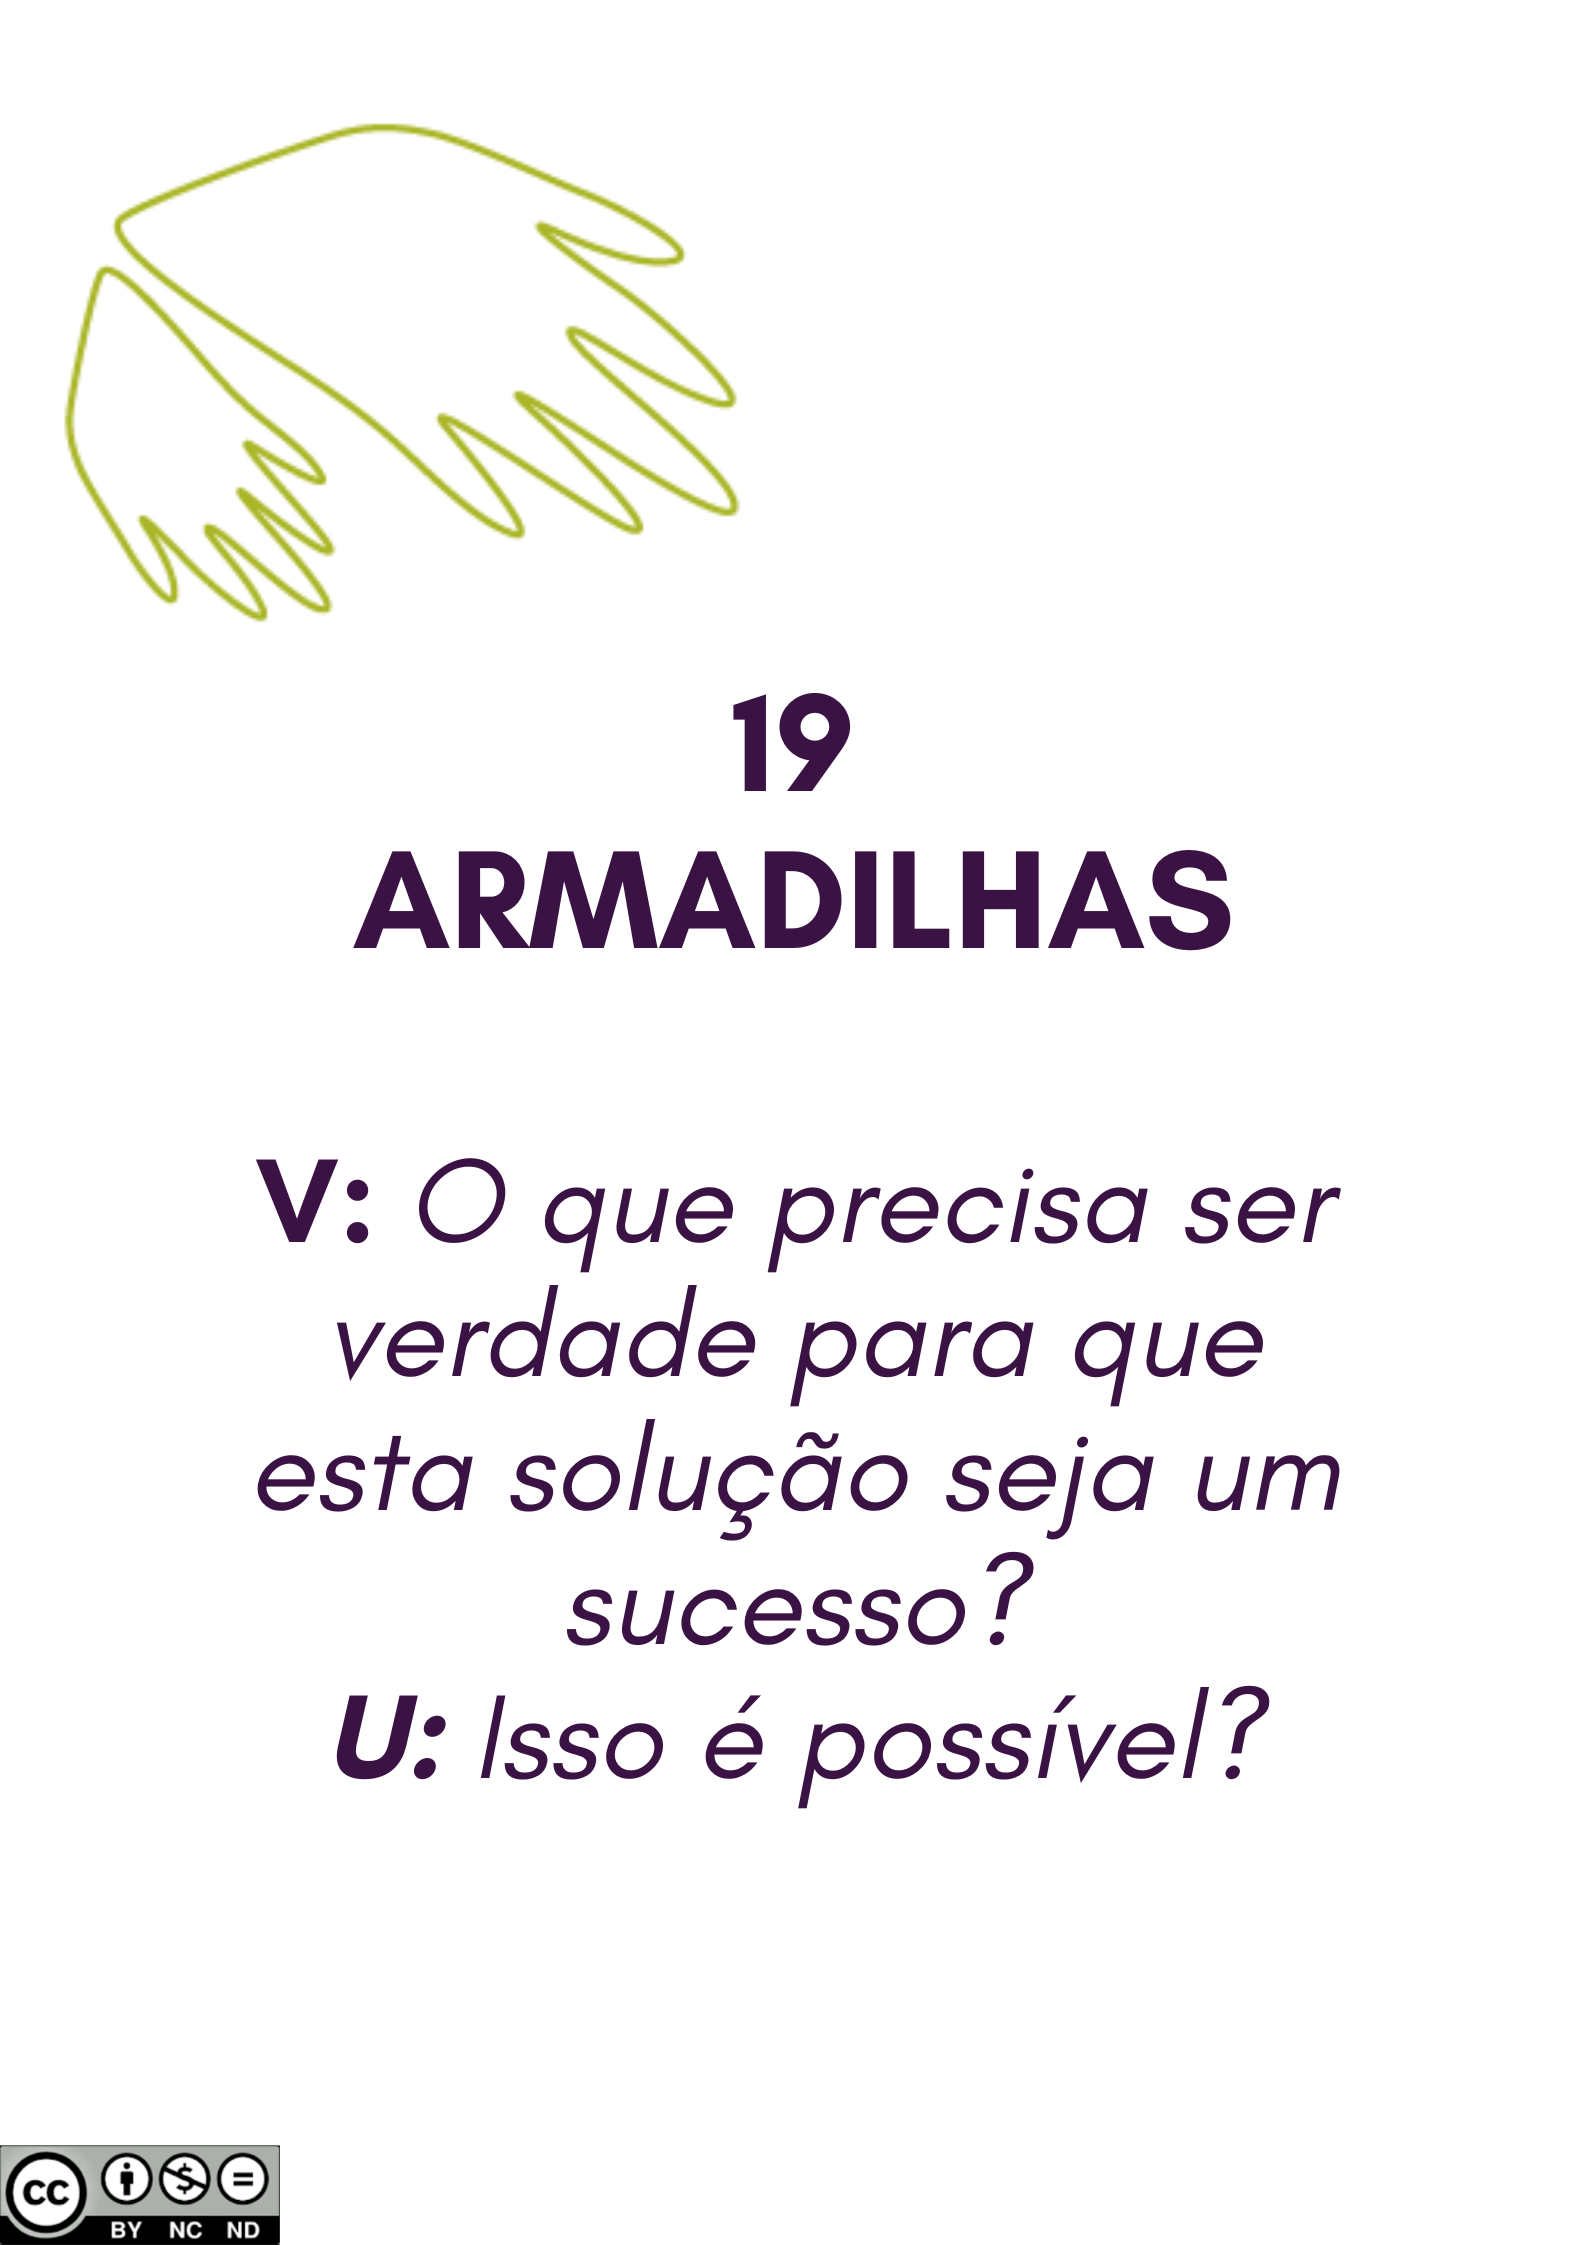 19
ARMADILHAS
V: O que precisa ser
verdade para que
esta solução seja um
sucesso?
U: Isso é possível?
cc
BY NC ND